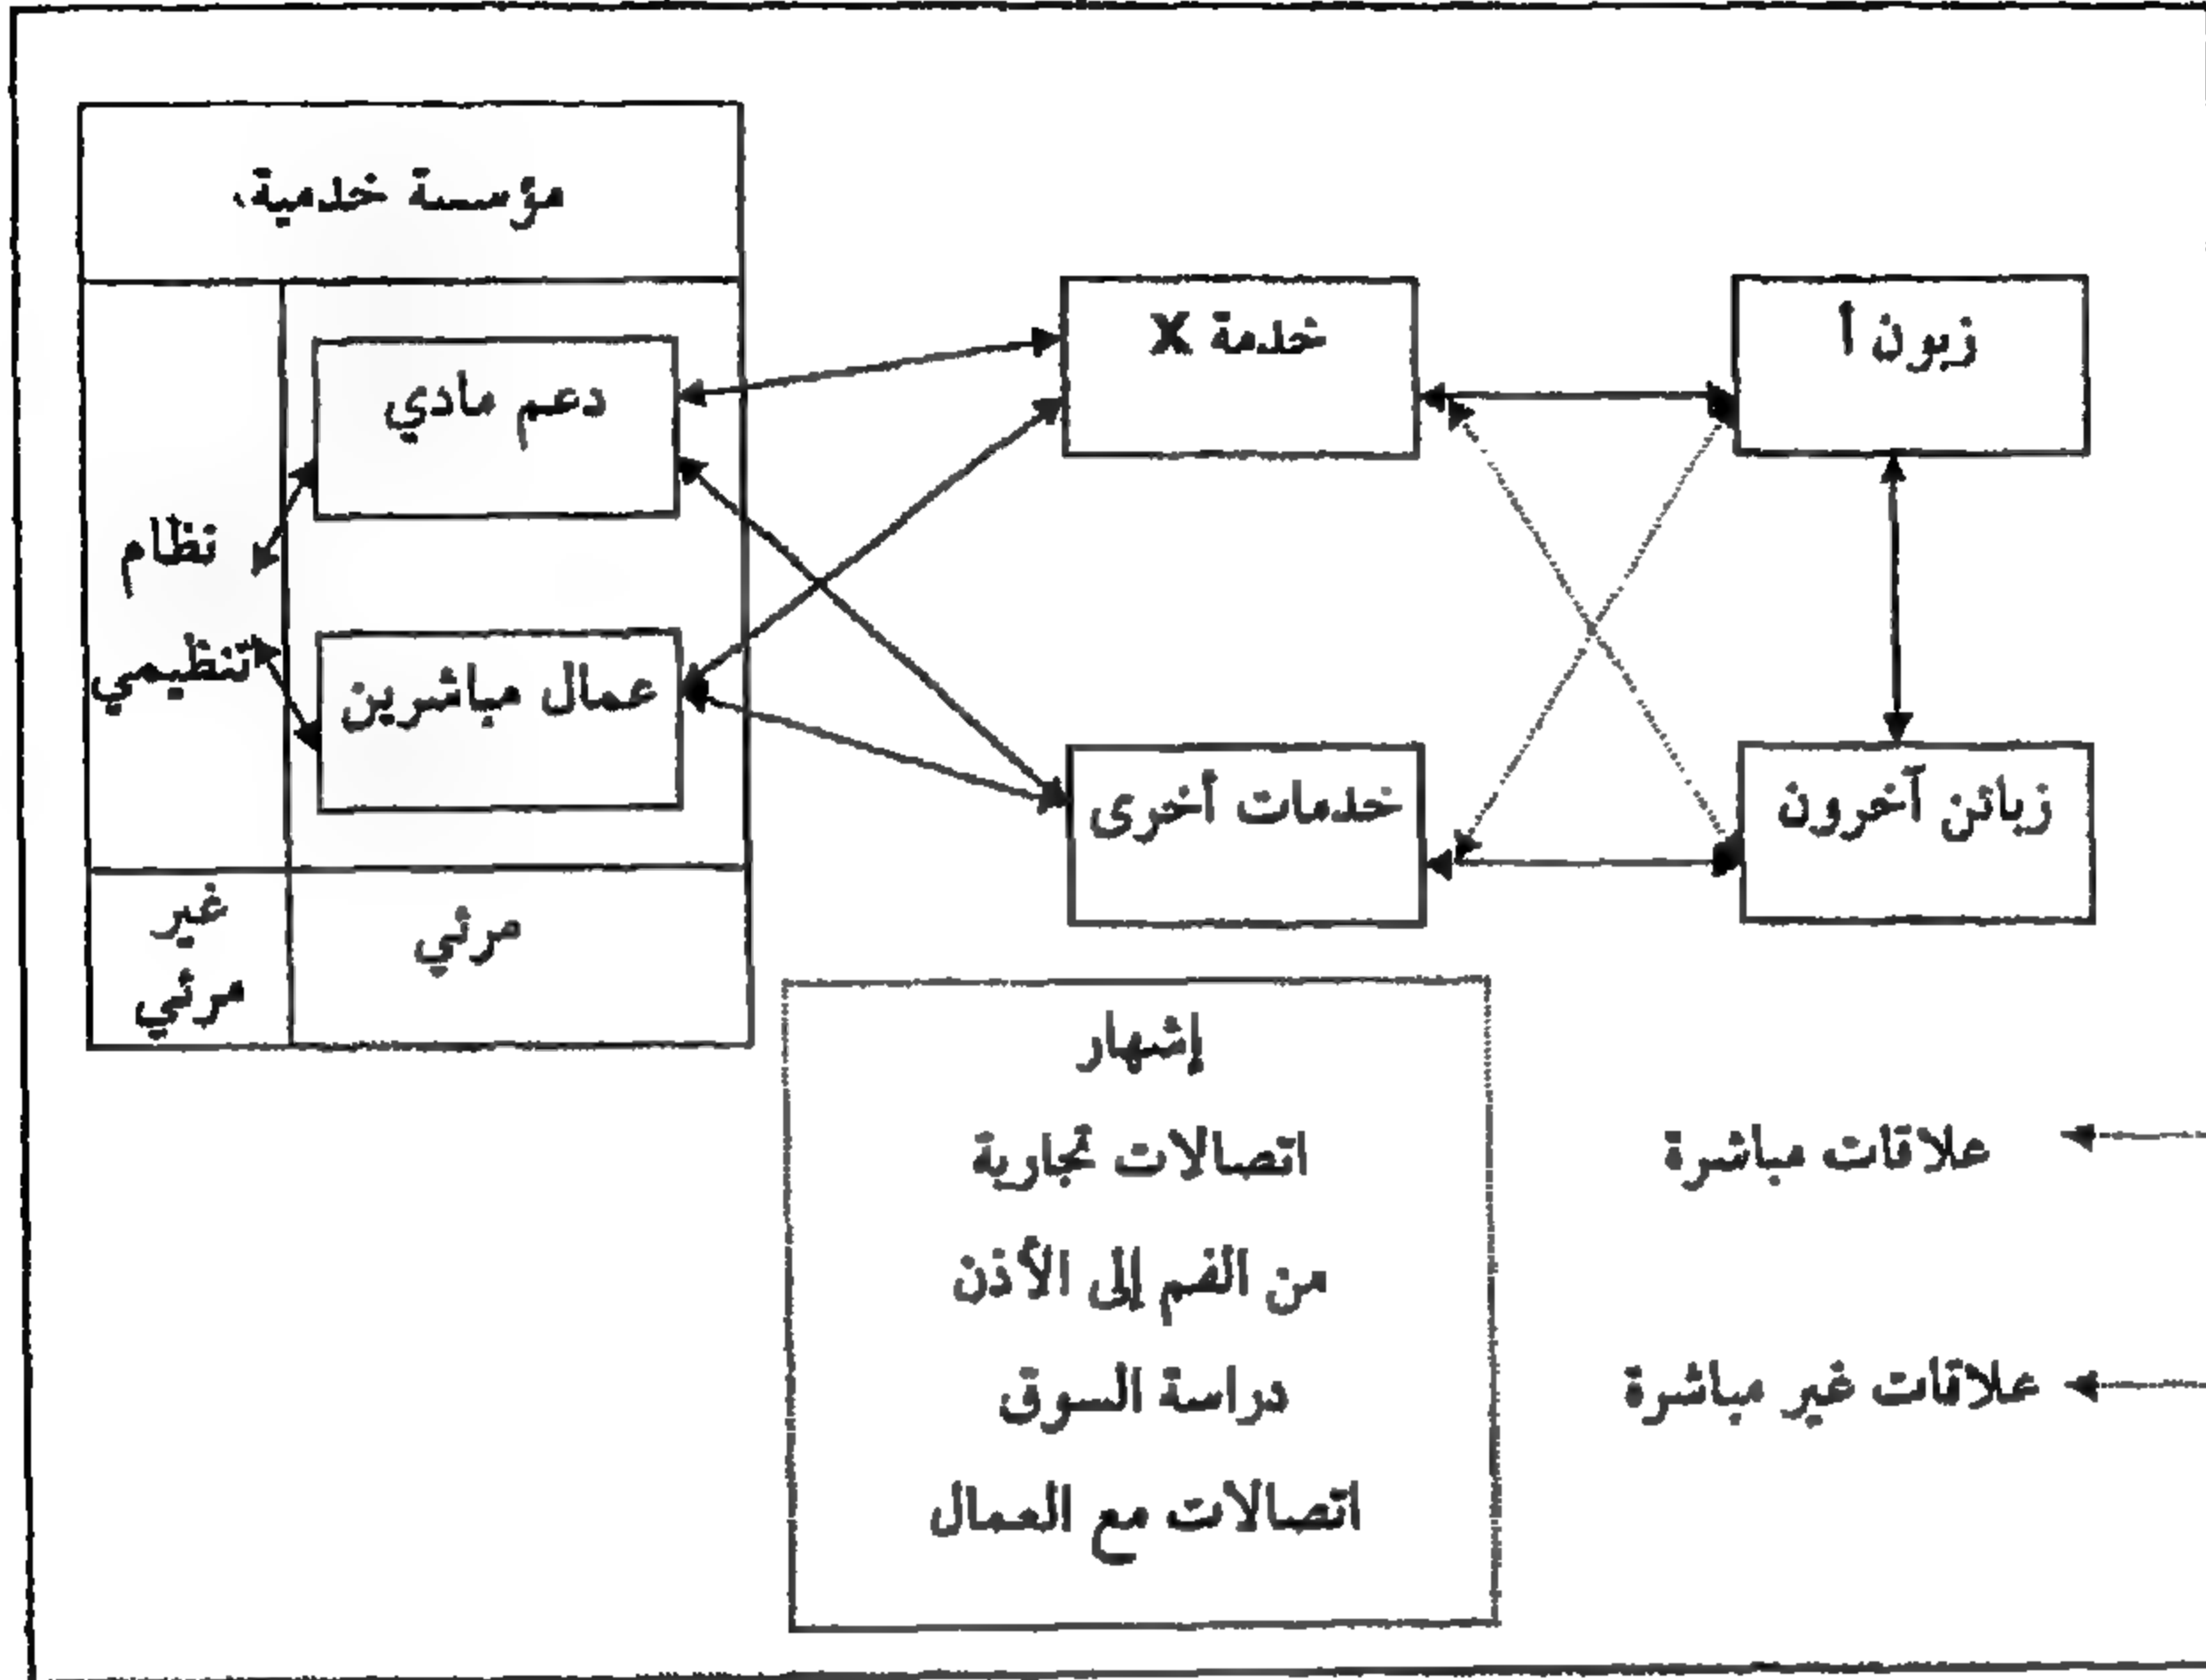 مؤسسة خدمية،
زبون أ
خدمة X
دعم مادي
نظام
تنظيمي
عمال مباشرين
زبائن آخرون
خدمات أخرى
مرئي
غير
مرئي
إشهار
اتصالات تجارية
من الفم إلى الأذن
دراسة السوق
اتصالات مع العمال
علاقات مباشرة
علاقات غير مباشرة